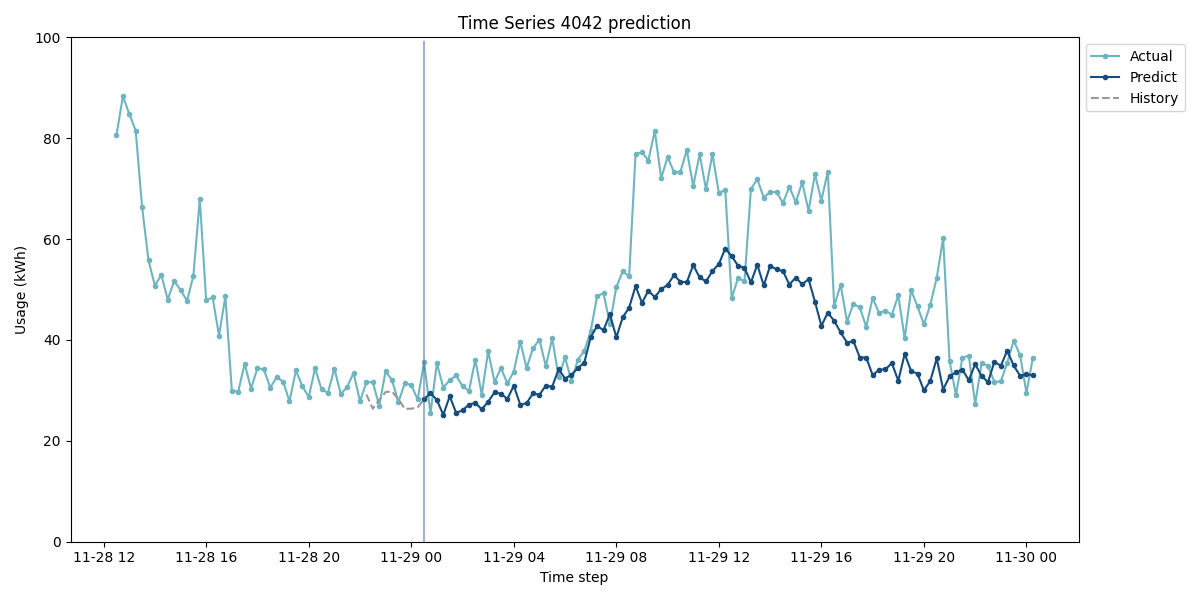 Time Series 4042 prediction
100
80
60
40
20
0
Usage (kWh)
11-28 12
11-28 16
11-28 20
11-29 00
11-29 04
11-29 08
11-29 12
11-29 16
11-29 20
11-30 00
Time step
Actual
Predict
History